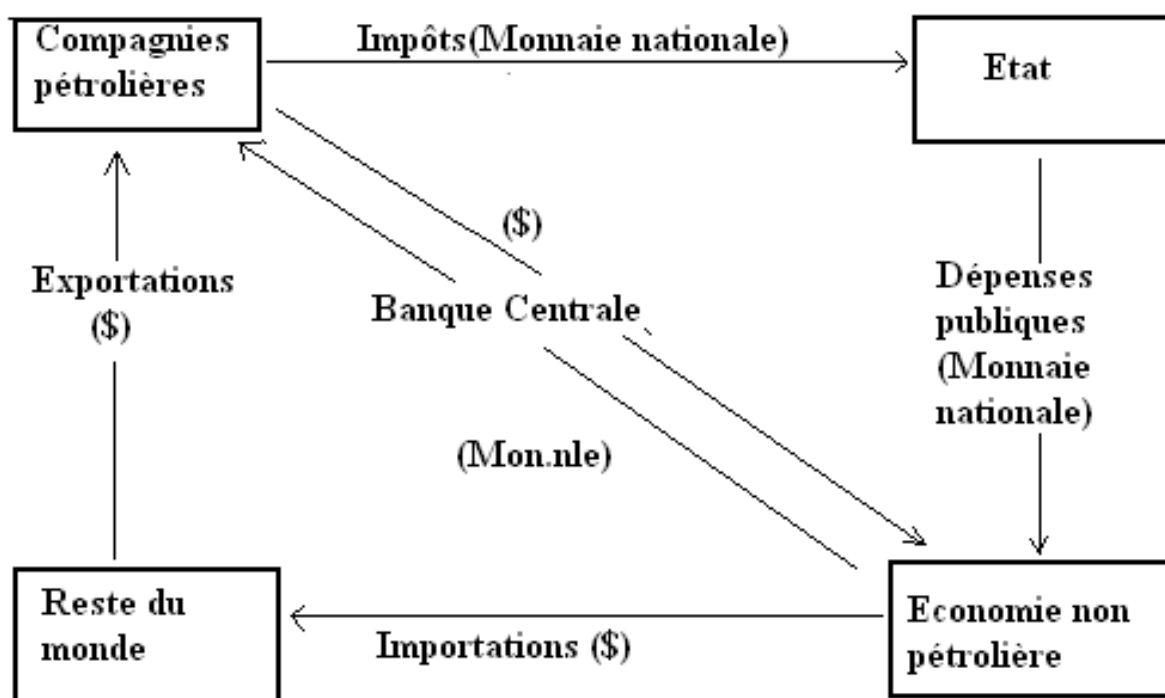 Compagnies
pétrolières
Impôts(Monnaie nationale)
Etat
($)
Exportations
($)
Banque Centrale
Dépenses
publiques
(Monnaie
nationale)
(Mon.nle)
Reste du
monde
Importations ($)
Economie non
pétrolière